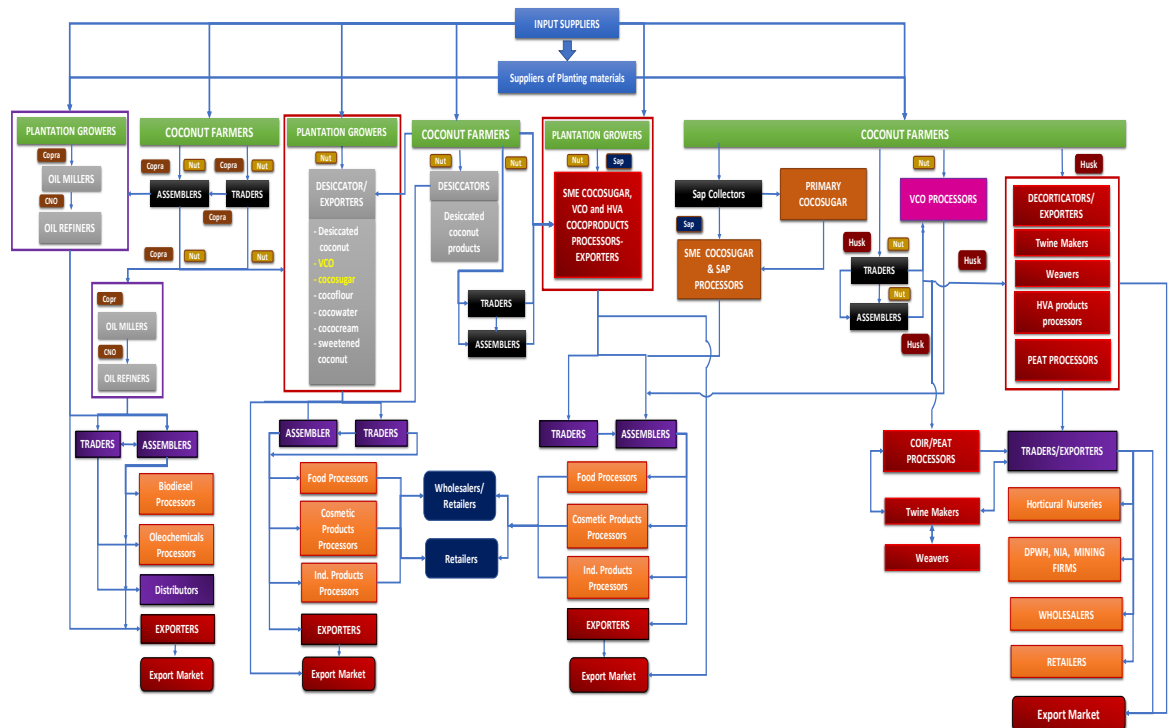 INPUT SUPPLIERS
Suppliers of Planting materials
PLANTATION GROWERS
Copra
OIL MILLERS
CNO
OIL REFINERS
COCONUT FARMERS
Copra
Nut
Copra
Nut
ASSEMBLERS
TRADERS
Copra
Copra
Nut
Nut
Copr
OIL MILLERS
CNO
OIL REFINERS
TRADERS
ASSEMBLERS
Biodiesel
Processors
Oleochemicals
Processors
Distributors
EXPORTERS
Export Market
PLANTATION GROWERS
Nut
DESICCATOR/
EXPORTERS
- Desiccated
coconut
- VCO
- cocosugar
- cocoflour
- cocowater
- cococream
- sweetened
coconut
ASSEMBLER
TRADERS
Food Processors
Cosmetic
Products
Processors
Ind. Products
Processors
EXPORTERS
Export Market
COCONUT FARMERS
Nut
Nut
DESICCATORS
Desiccated
coconut
products
TRADERS
ASSEMBLERS
Wholesalers/
Retailers
Retailers
PLANTATION GROWERS
Nut
Sap
SME COCOSUGAR,
VCO and HVA
COCOPRODUCTS
PROCESSORS-
EXPORTERS
TRADERS
ASSEMBLERS
Food Processors
Cosmetic Products
Processors
Ind. Products
Processors
EXPORTERS
Export Market
COCONUT FARMERS
Sap Collectors
PRIMARY
COCOSUGAR
Sap
SME COCOSUGAR
& SAP
PROCESSORS
Nut
VCO PROCESSORS
Husk
Nut
TRADERS
Nut
ASSEMBLERS
Husk
Husk
Husk
DECORTICATORS/
EXPORTERS
Twine Makers
Weavers
HVA products
processors
PEAT PROCESSORS
COIR/PEAT
PROCESSORS
Twine Makers
Weavers
TRADERS/EXPORTERS
Horticural Nurseries
DPWH, NIA, MINING
FIRMS
WHOLESALERS
RETAILERS
Export Market